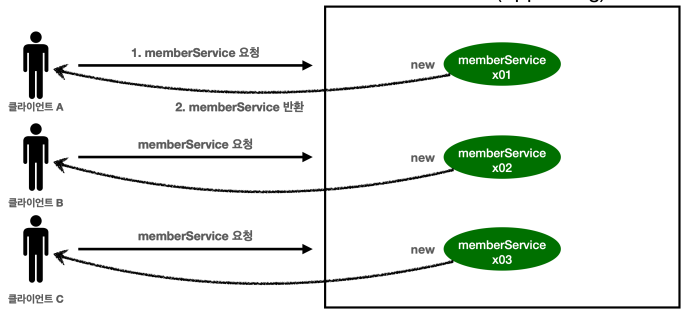 1. memberService 요청
new
memberService
x01
클라이언트 A
2. memberService 반환
memberService 요청
new
memberService
x02
클라이언트 B
memberService 요청
new
memberService
x03
클라이언트 C